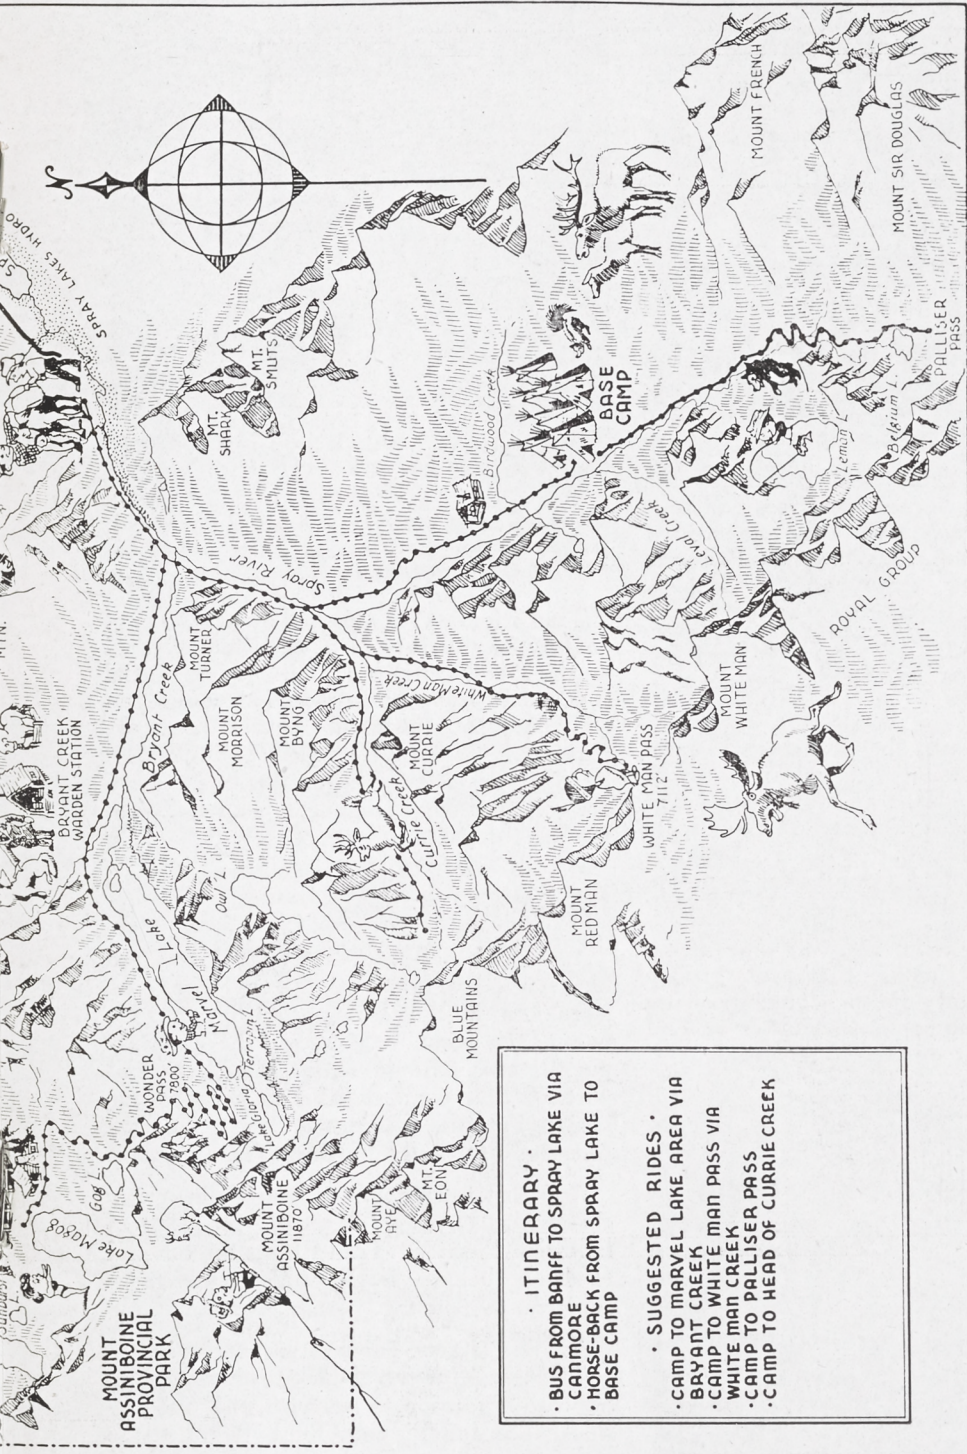 N
SPRAY LAKES HYDRO
MT.
SMUTS
MT.
SHARK
BASE
CAMP
Birdwood Creek
MOUNT FRENCH
MOUNT SIR DOUGLAS
PALLISER
PASS
Belgium L.
Leman L.
Leval Creek
ROYAL GROUP
Spray River
MOUNT
TURNER
Bryant Creek
MOUNT
MORRISON
MOUNT
BYNG
White Man Creek
MOUNT
CURRIE
Currie Creek
WHITE MAN PASS
7112'
MOUNT
WHITE MAN
MOUNT
RED MAN
MTN.
BRYANT CREEK
WARDEN STATION
Owl L.
Marvel Lake
BLUE
MOUNTAINS
WONDER
PASS
7800'
Lake Gloria
Terrapin L
Gog L
Lake Magog
MOUNT
ASSINIBOINE
11870'
MOUNT
AYE
MT.
EON
MOUNT
ASSINIBOINE
PROVINCIAL
PARK
· ITINERARY ·
· BUS FROM BANFF TO SPRAY LAKE VIA
CANMORE
· HORSE-BACK FROM SPRAY LAKE TO
BASE CAMP
· SUGGESTED RIDES ·
· CAMP TO MARVEL LAKE AREA VIA
BRYANT CREEK
· CAMP TO WHITE MAN PASS VIA
WHITE MAN CREEK
· CAMP TO PALLISER PASS
· CAMP TO HEAD OF CURRIE CREEK